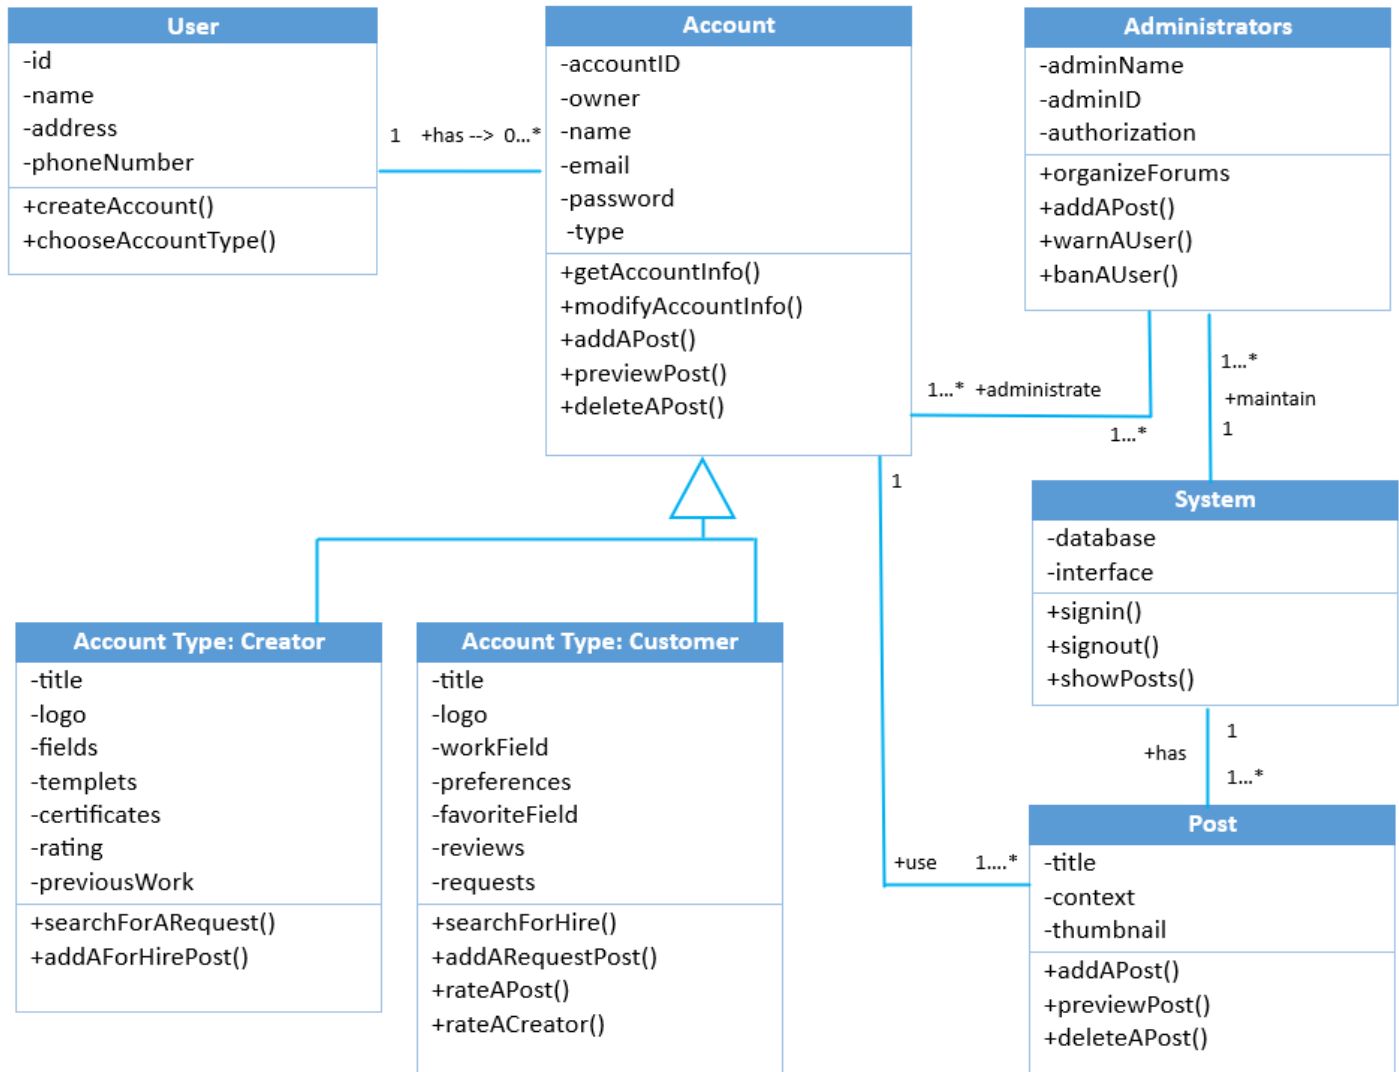 User
-id
-name
-address
-phoneNumber
+createAccount()
+chooseAccountType()
1 +has --> 0...*
Account
-accountID
-owner
-name
-email
-password
-type
+getAccountInfo()
+modifyAccountInfo()
+addAPost()
+previewPost()
+deleteAPost()
Administrators
-adminName
-adminID
-authorization
+organizeForums
+addAPost()
+warnAUser()
+banAUser()
1...* +administrate
1...*
1...*
+maintain
1
1
System
-database
-interface
+signin()
+signout()
+showPosts()
1
+has
1...*
Account Type: Creator
-title
-logo
-fields
-templets
-certificates
-rating
-previousWork
+searchForARequest()
+addAForHirePost()
Account Type: Customer
-title
-logo
-workField
-preferences
-favoriteField
-reviews
-requests
+searchForHire()
+addARequestPost()
+rateAPost()
+rateACreator()
+use 1....*
Post
-title
-context
-thumbnail
+addAPost()
+previewPost()
+deleteAPost()